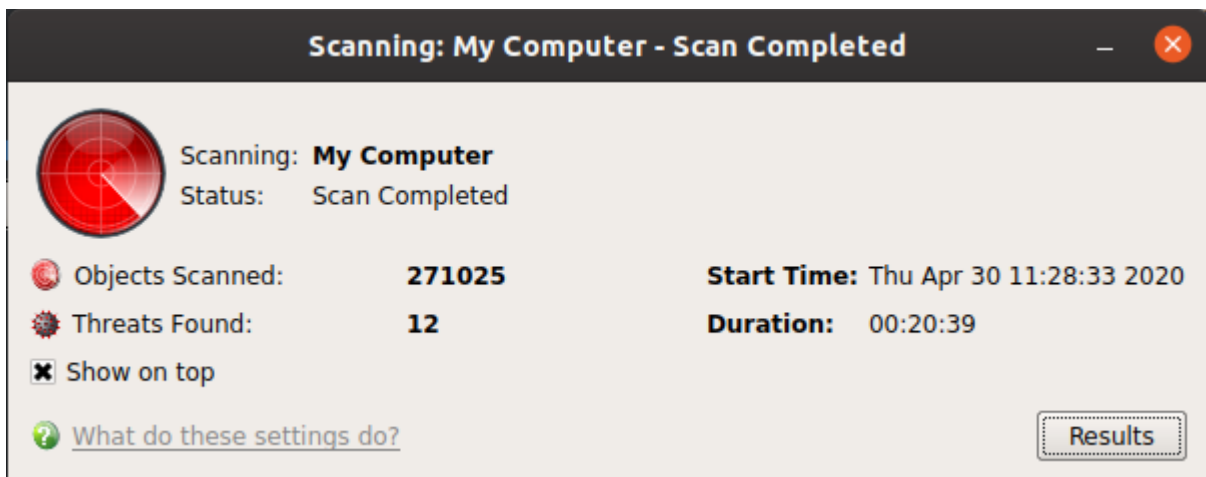 Scanning: My Computer - Scan Completed
Scanning: My Computer
Status: Scan Completed
Objects Scanned: 271025 Start Time: Thu Apr 30 11:28:33 2020
Threats Found: 12 Duration: 00:20:39
Show on top
What do these settings do? Results